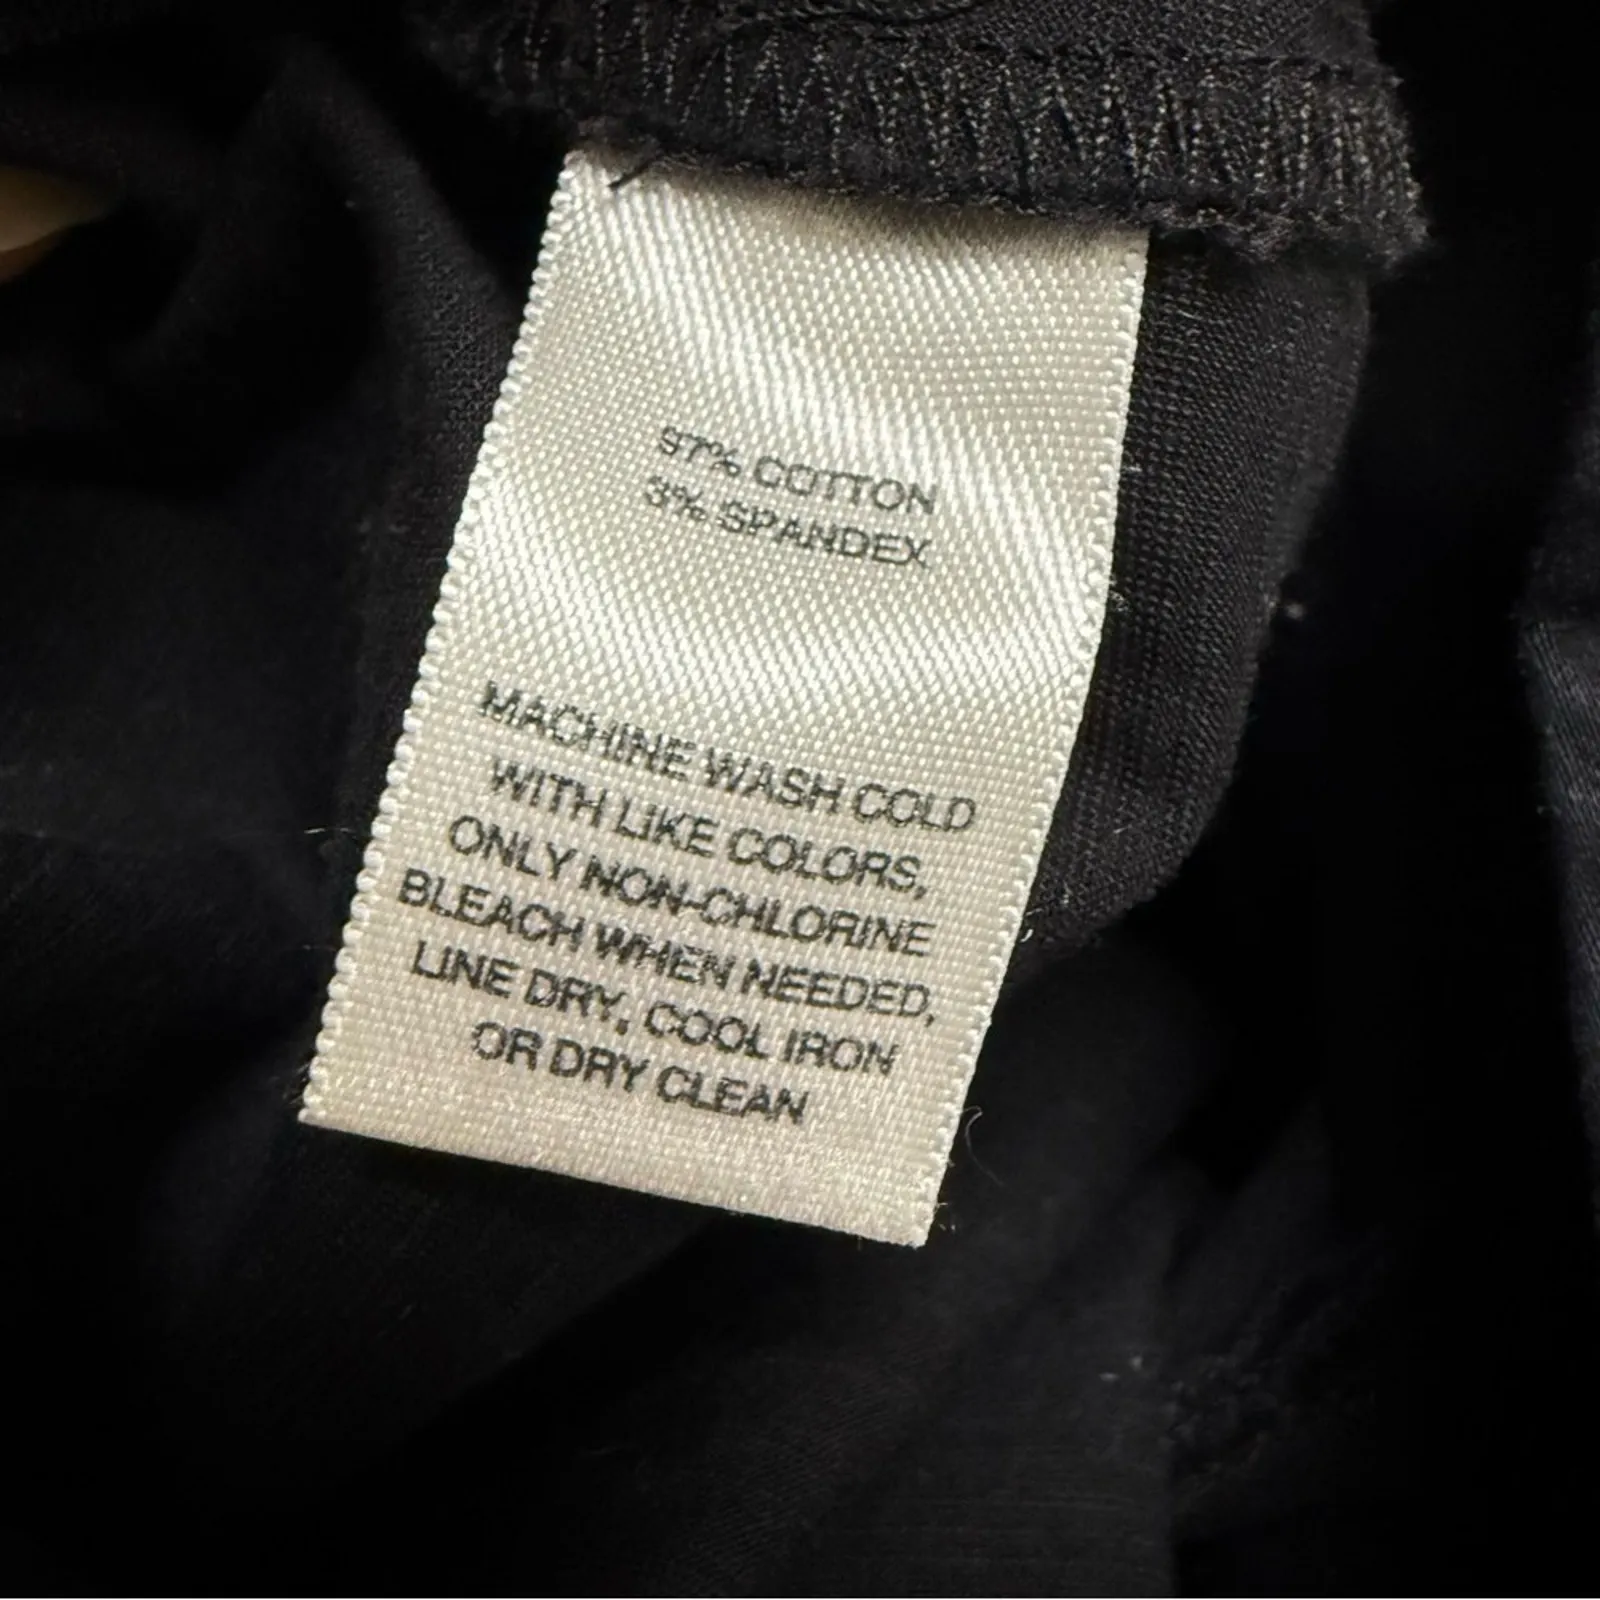 97% COTTON
3% SPANDEX
MACHINE WASH COLD
WITH LIKE COLORS,
ONLY NON-CHLORINE
BLEACH WHEN NEEDED,
LINE DRY, COOL IRON
OR DRY CLEAN